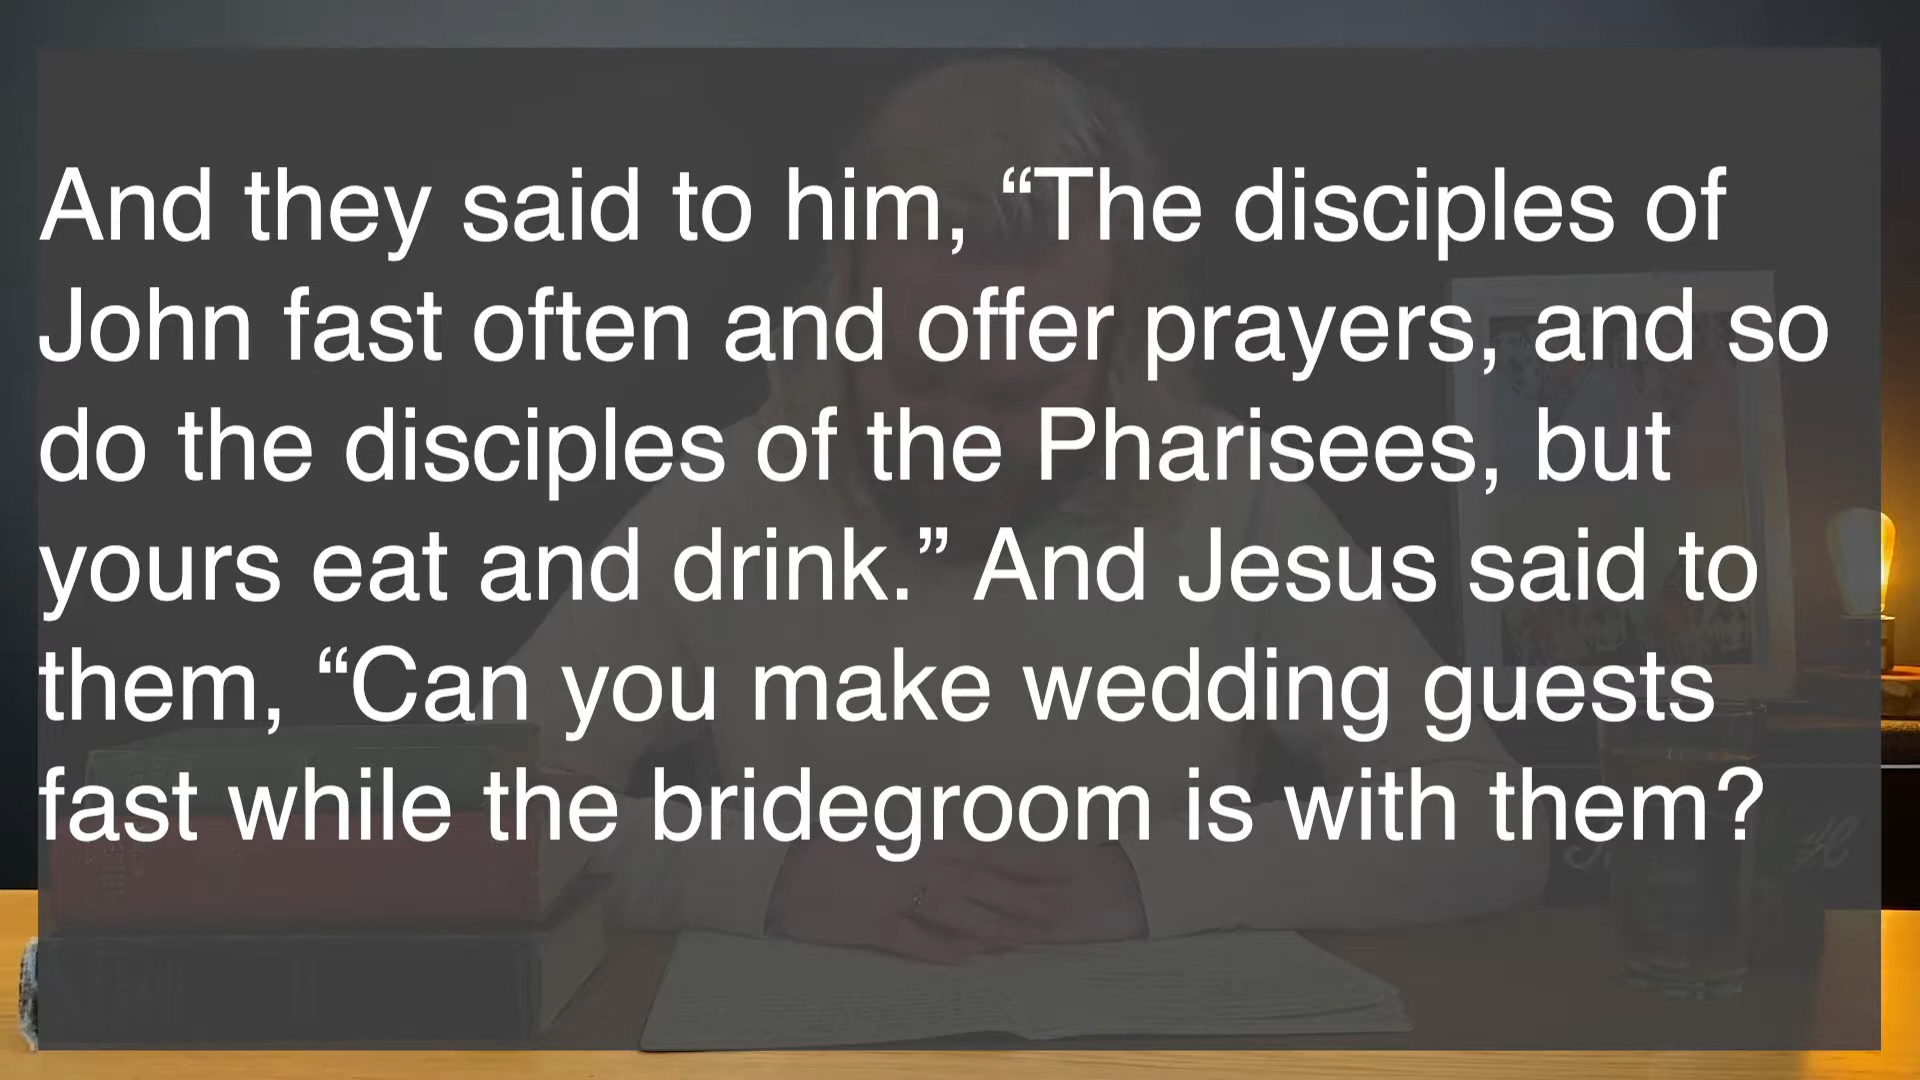 And they said to him, “The disciples of
John fast often and offer prayers, and so
do the disciples of the Pharisees, but
yours eat and drink.” And Jesus said to
them, “Can you make wedding guests
fast while the bridegroom is with them?